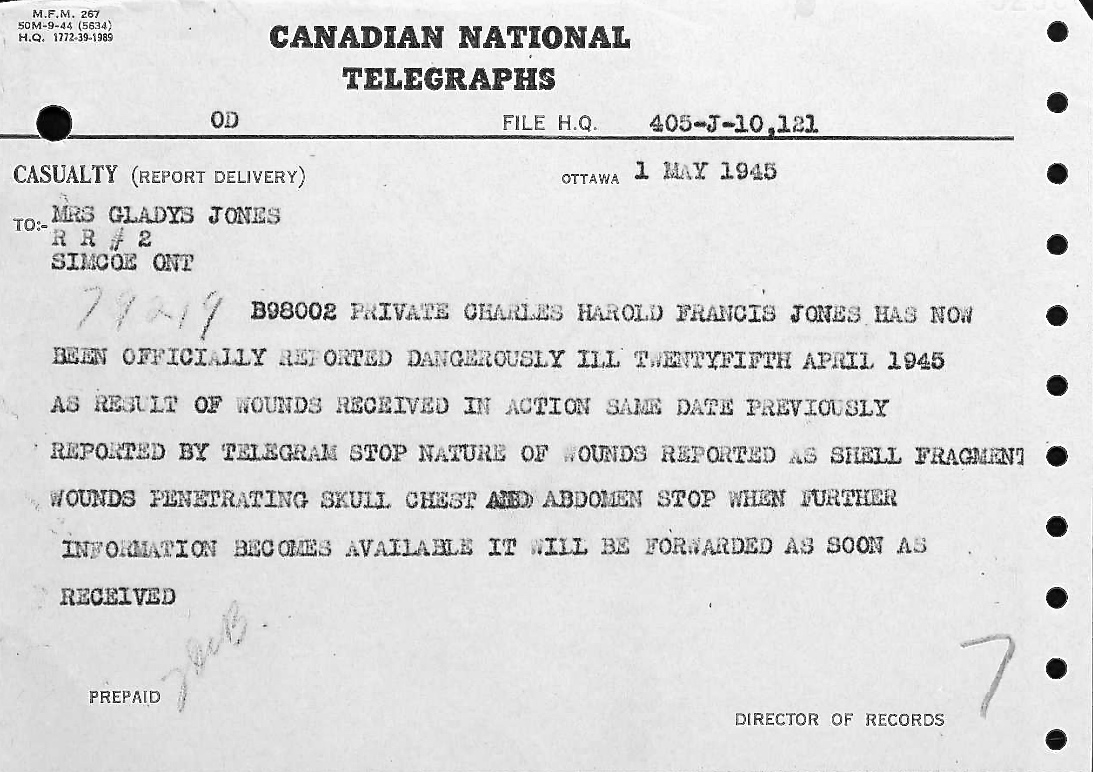 M.F.M. 267
50M-9-44 (5634)
H.Q. 1772-39-1989
CANADIAN NATIONAL
TELEGRAPHS
OD FILE H.Q. 405-J-10,121
CASUALTY (REPORT DELIVERY) OTTAWA 1 MAY 1945
TO:- MRS GLADYS JONES
R R # 2
SIMCOE ONT
79219 B98002 PRIVATE CHARLES HAROLD FRANCIS JONES HAS NOW
BEEN OFFICIALLY REPORTED DANGEROUSLY ILL TWENTYFIFTH APRIL 1945
AS RESULT OF WOUNDS RECEIVED IN ACTION SAME DATE PREVIOUSLY
REPORTED BY TELEGRAM STOP NATURE OF WOUNDS REPORTED AS SHELL FRAGMENT
WOUNDS PENETRATING SKULL CHEST AND ABDOMEN STOP WHEN FURTHER
INFORMATION BECOMES AVAILABLE IT WILL BE FORWARDED AS SOON AS
RECEIVED
PREPAID
7
DIRECTOR OF RECORDS